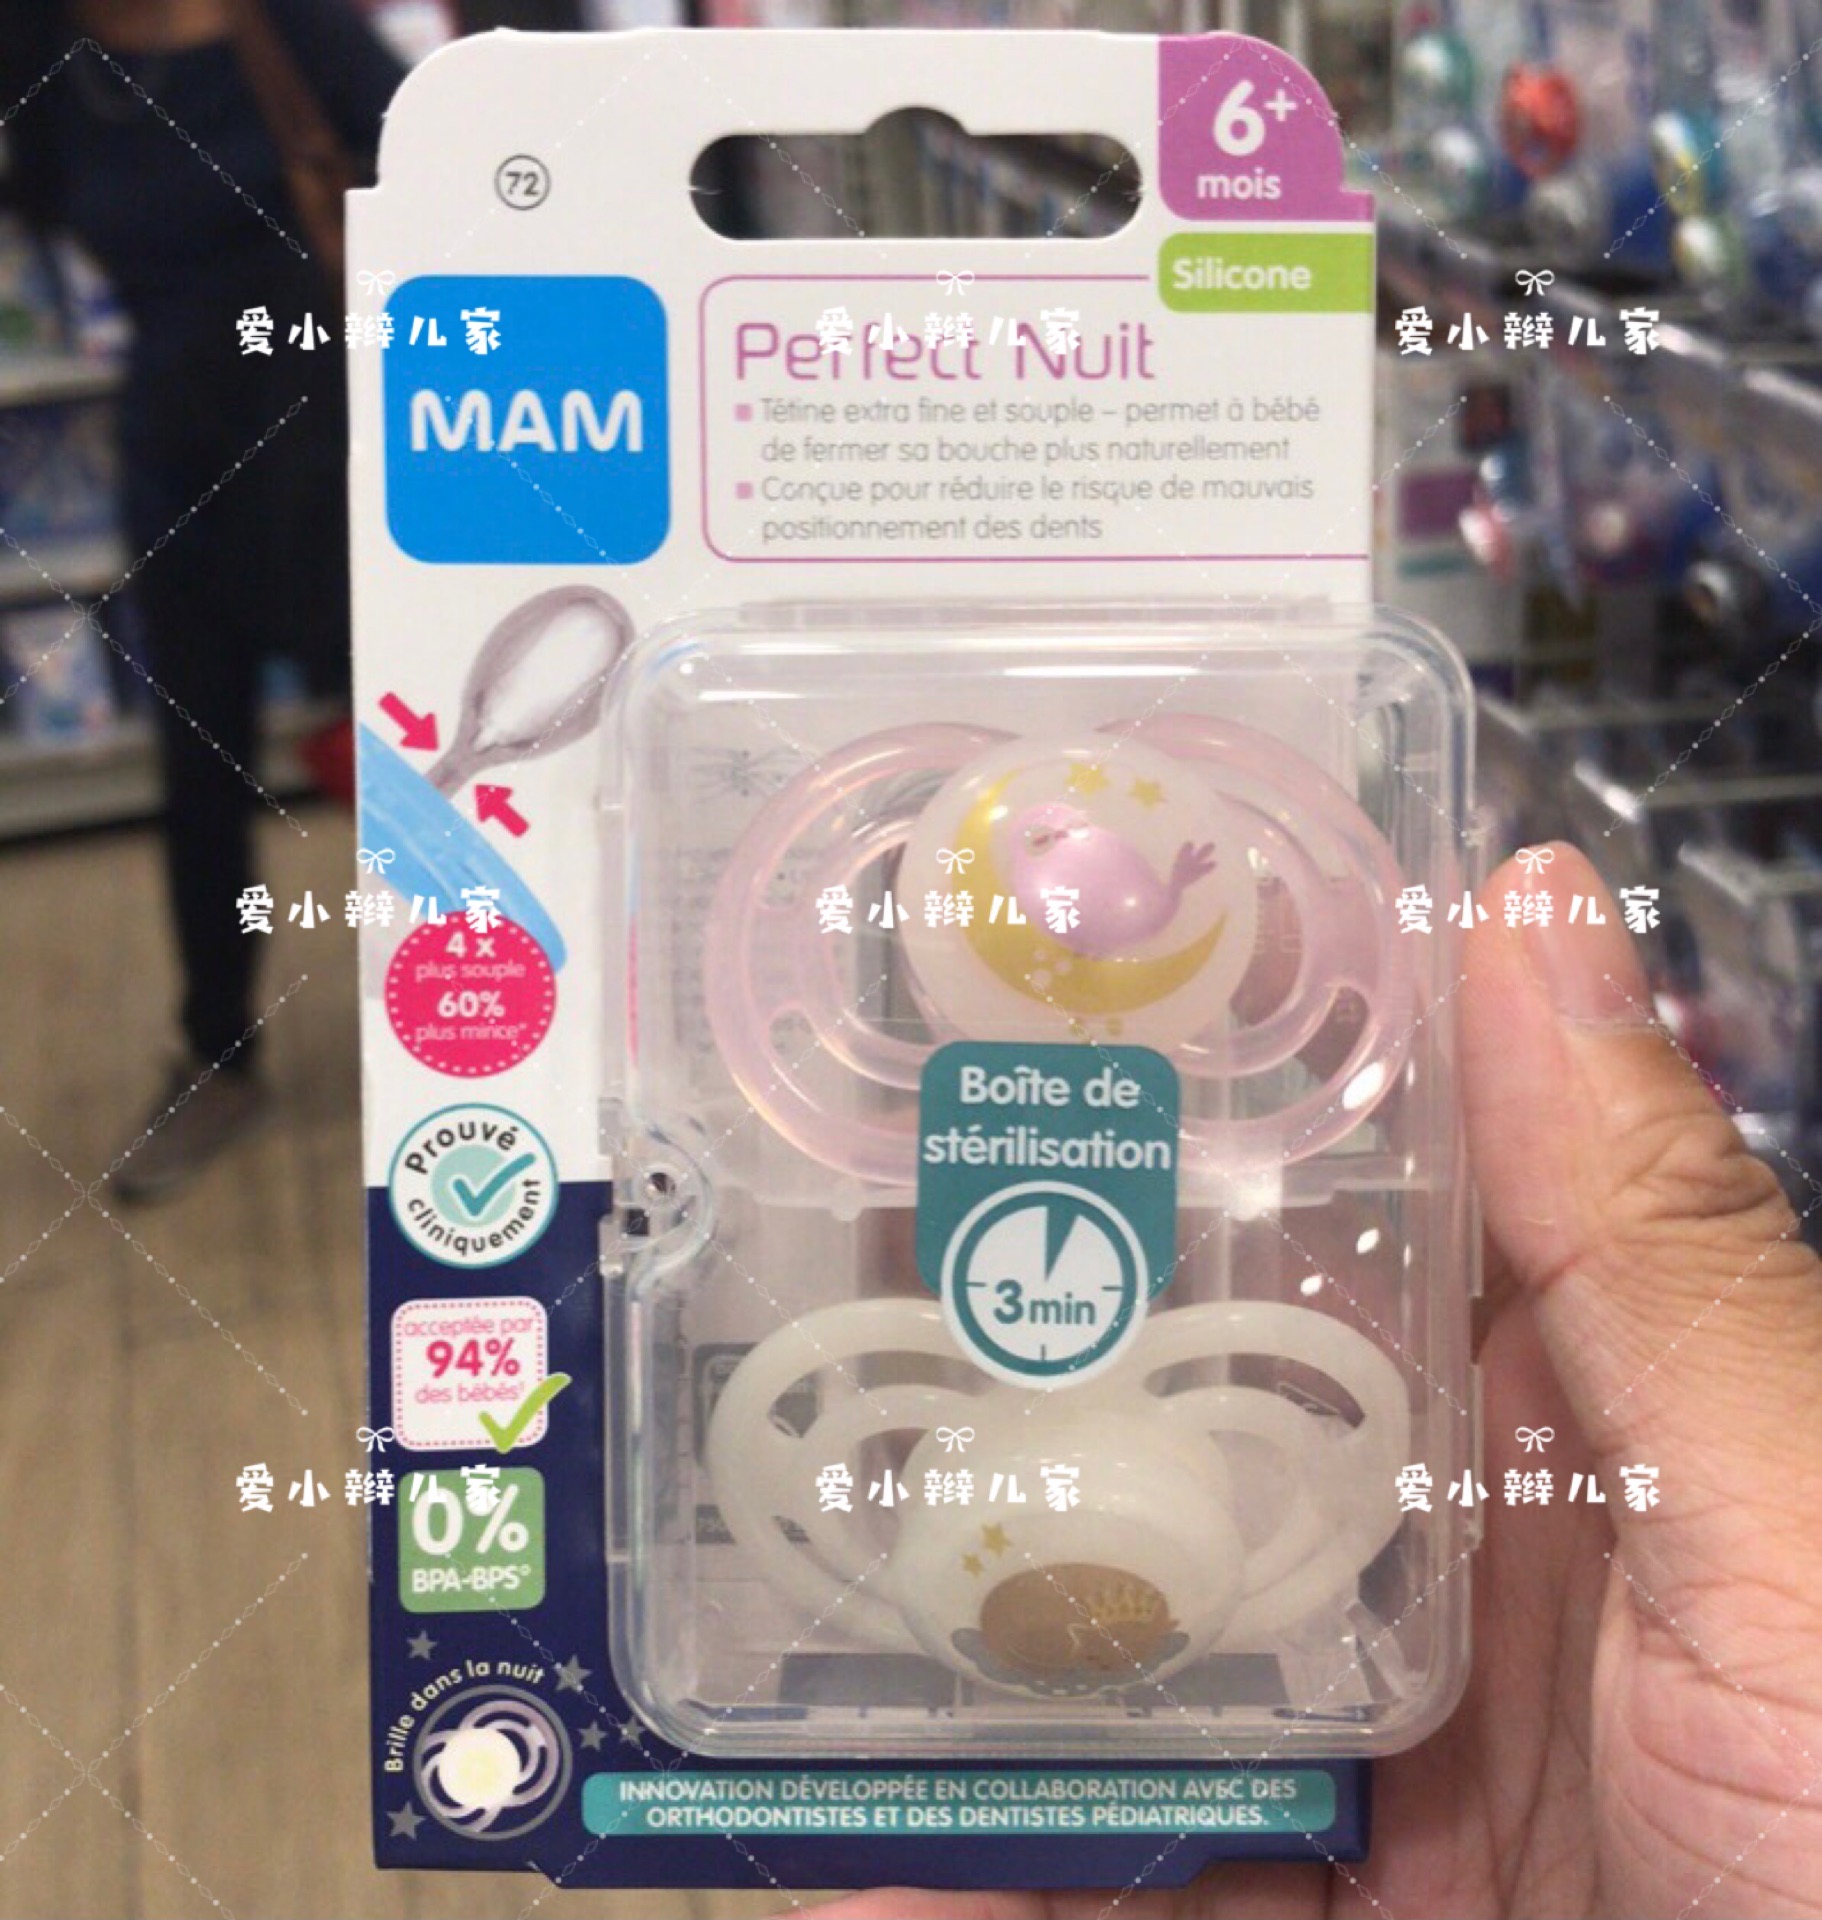 6+
mois
72
Silicone
MAM
Perfect Nuit
Tétine extra fine et souple – permet à bébé
de fermer sa bouche plus naturellement
Conçue pour réduire le risque de mauvais
positionnement des dents
爱小辫儿家
爱小辫儿家
爱小辫儿家
4 x
plus souple
60%
plus mince*
爱小辫儿家
爱小辫儿家
爱小辫儿家
Boîte de
stérilisation
3 min
Prouvé
cliniquement
acceptée par
94%
des bébés¹
爱小辫儿家
爱小辫儿家
爱小辫儿家
0%
BPA-BPS°
Brille dans la nuit
INNOVATION DÉVELOPPÉE EN COLLABORATION AVEC DES
ORTHODONTISTES ET DES DENTISTES PÉDIATRIQUES.